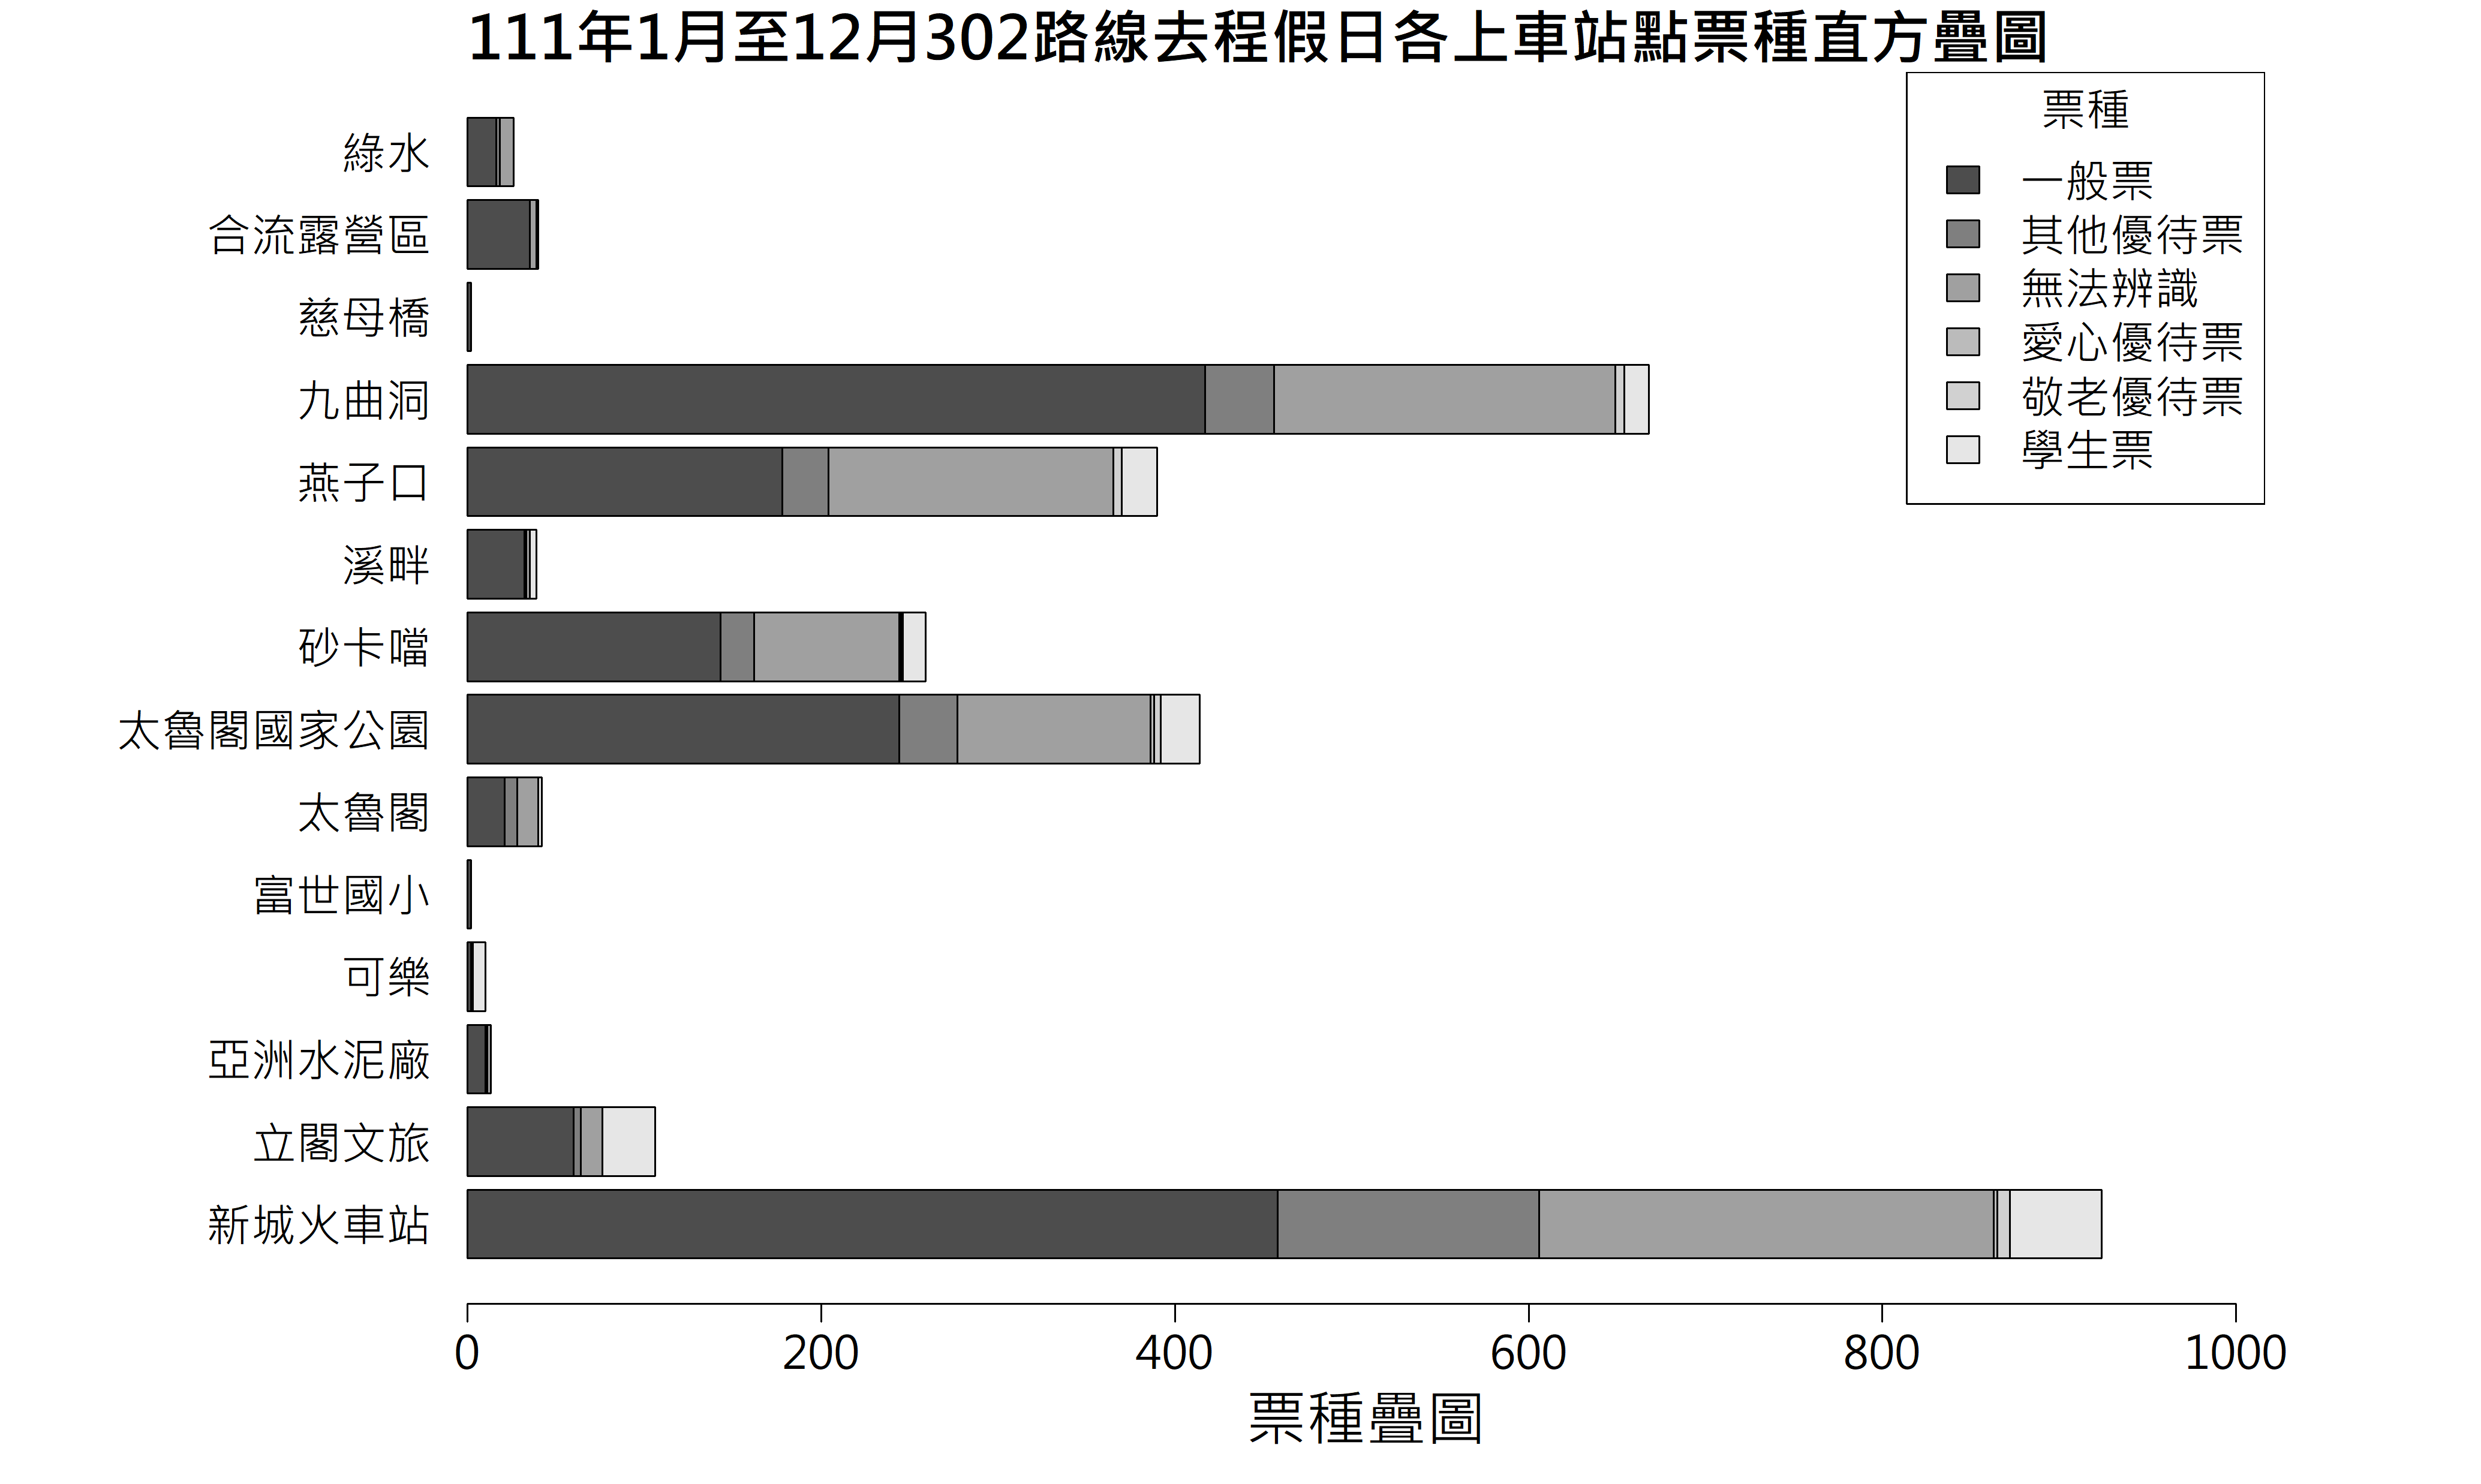 111年1月至12月302路線去程假日各上車站點票種直方疊圖
票種
一般票
其他優待票
無法辨識
愛心優待票
敬老優待票
學生票
綠水
合流露營區
慈母橋
九曲洞
燕子口
溪畔
砂卡噹
太魯閣國家公園
太魯閣
富世國小
可樂
亞洲水泥廠
立閣文旅
新城火車站
0 200 400 600 800 1000
票種疊圖